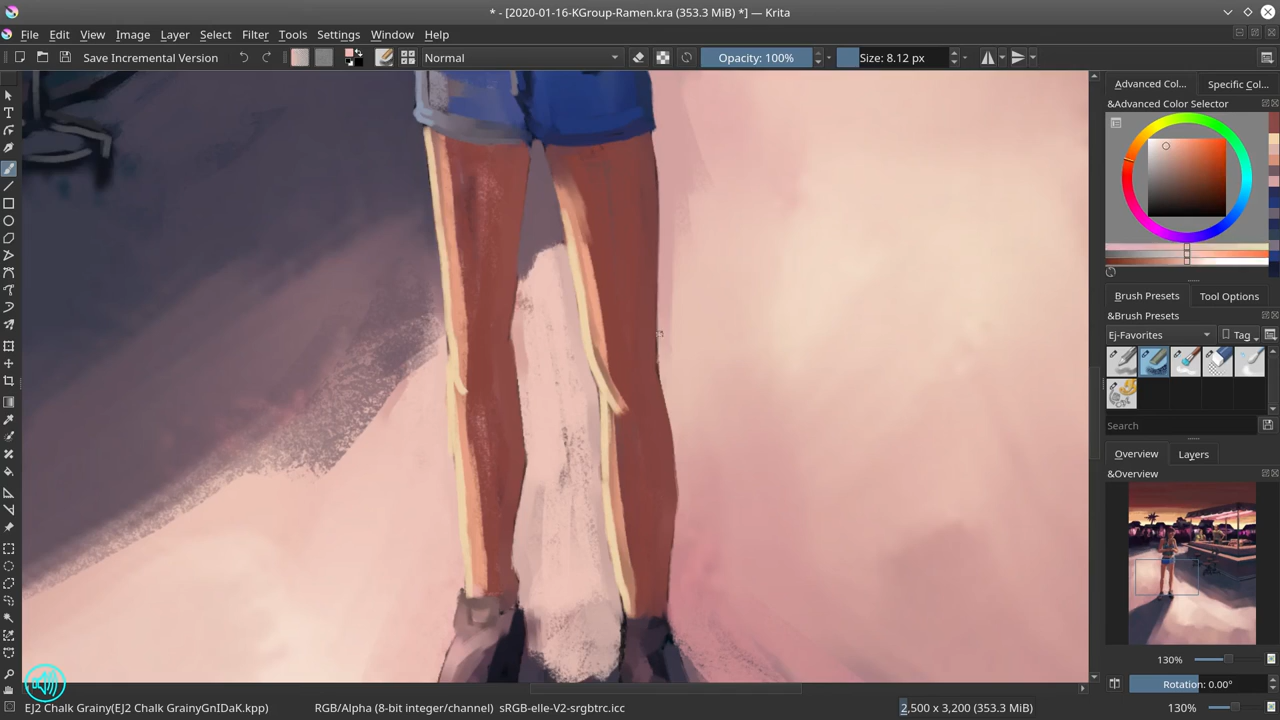 * - [2020-01-16-KGroup-Ramen.kra (353.3 MiB) *] — Krita
File Edit View Image Layer Select Filter Tools Settings Window Help
Save Incremental Version Normal Opacity: 100% Size: 8.12 px
Advanced Col... Specific Col...
&Advanced Color Selector
Brush Presets Tool Options
&Brush Presets
Ej-Favorites Tag
Search
Overview Layers
&Overview
130%
Rotation: 0.00°
EJ2 Chalk Grainy(EJ2 Chalk GrainyGnIDaK.kpp) RGB/Alpha (8-bit integer/channel) sRGB-elle-V2-srgbtrc.icc 2,500 x 3,200 (353.3 MiB) 130%